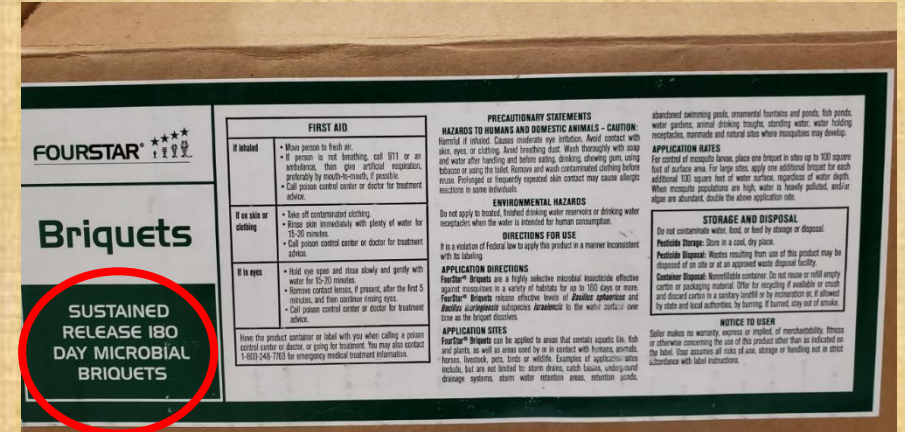 FOURSTAR®
Briquets
SUSTAINED
RELEASE 180
DAY MICROBIAL
BRIQUETS
FIRST AID
If inhaled
• Move person to fresh air.
• If person is not breathing, call 911 or an
ambulance, then give artificial respiration,
preferably by mouth-to-mouth, if possible.
• Call poison control center or doctor for treatment
advice.
If on skin or
clothing
• Take off contaminated clothing.
• Rinse skin immediately with plenty of water for
15-20 minutes.
• Call poison control center or doctor for treatment
advice.
If in eyes
• Hold eye open and rinse slowly and gently with
water for 15-20 minutes.
• Remove contact lenses, if present, after the first 5
minutes, and then continue rinsing eyes.
• Call poison control center or doctor for treatment
advice.
Have the product container or label with you when calling a poison
control center or doctor, or going for treatment. You may also contact
1-800-248-7763 for emergency medical treatment information.
PRECAUTIONARY STATEMENTS
HAZARDS TO HUMANS AND DOMESTIC ANIMALS - CAUTION:
Harmful if inhaled. Causes moderate eye irritation. Avoid contact with
skin, eyes, or clothing. Avoid breathing dust. Wash thoroughly with soap
and water after handling and before eating, drinking, chewing gum, using
tobacco or using the toilet. Remove and wash contaminated clothing before
reuse. Prolonged or frequently repeated skin contact may cause allergic
reactions in some individuals.
ENVIRONMENTAL HAZARDS
Do not apply to treated, finished drinking water reservoirs or drinking water
receptacles when the water is intended for human consumption.
DIRECTIONS FOR USE
It is a violation of Federal law to apply this product in a manner inconsistent
with its labeling.
APPLICATION DIRECTIONS
FourStar® Briquets are a highly selective microbial insecticide effective
against mosquitoes in a variety of habitats for up to 180 days or more.
FourStar® Briquets release effective levels of Bacillus sphaericus and
Bacillus thuringiensis subspecies israelensis to the water surface over
time as the briquet dissolves.
APPLICATION SITES
FourStar® Briquets can be applied to areas that contain aquatic life, fish
and plants, as well as areas used by or in contact with humans, animals,
horses, livestock, pets, birds or wildlife. Examples of application sites
include, but are not limited to: storm drains, catch basins, underground
drainage systems, storm water retention areas, retention ponds,
abandoned swimming pools, ornamental fountains and ponds, fish ponds,
water gardens, animal drinking troughs, standing water, water holding
receptacles, manmade and natural sites where mosquitoes may develop.
APPLICATION RATES
For control of mosquito larvae, place one briquet in sites up to 100 square
foot of surface area. For large sites, apply one additional briquet for each
additional 100 square feet of water surface, regardless of water depth.
When mosquito populations are high, water is heavily polluted, and/or
algae are abundant, double the above application rate.
STORAGE AND DISPOSAL
Do not contaminate water, food, or feed by storage or disposal.
Pesticide Storage: Store in a cool, dry place.
Pesticide Disposal: Wastes resulting from use of this product may be
disposed of on site or at an approved waste disposal facility.
Container Disposal: Nonrefillable container. Do not reuse or refill empty
carton or packaging material. Offer for recycling if available or crush
and discard carton in a sanitary landfill or by incineration or, if allowed
by state and local authorities, by burning. If burned, stay out of smoke.
NOTICE TO USER
Seller makes no warranty, express or implied, of merchantability, fitness
or otherwise concerning the use of this product other than as indicated on
the label. User assumes all risks of use, storage or handling not in strict
accordance with label instructions.